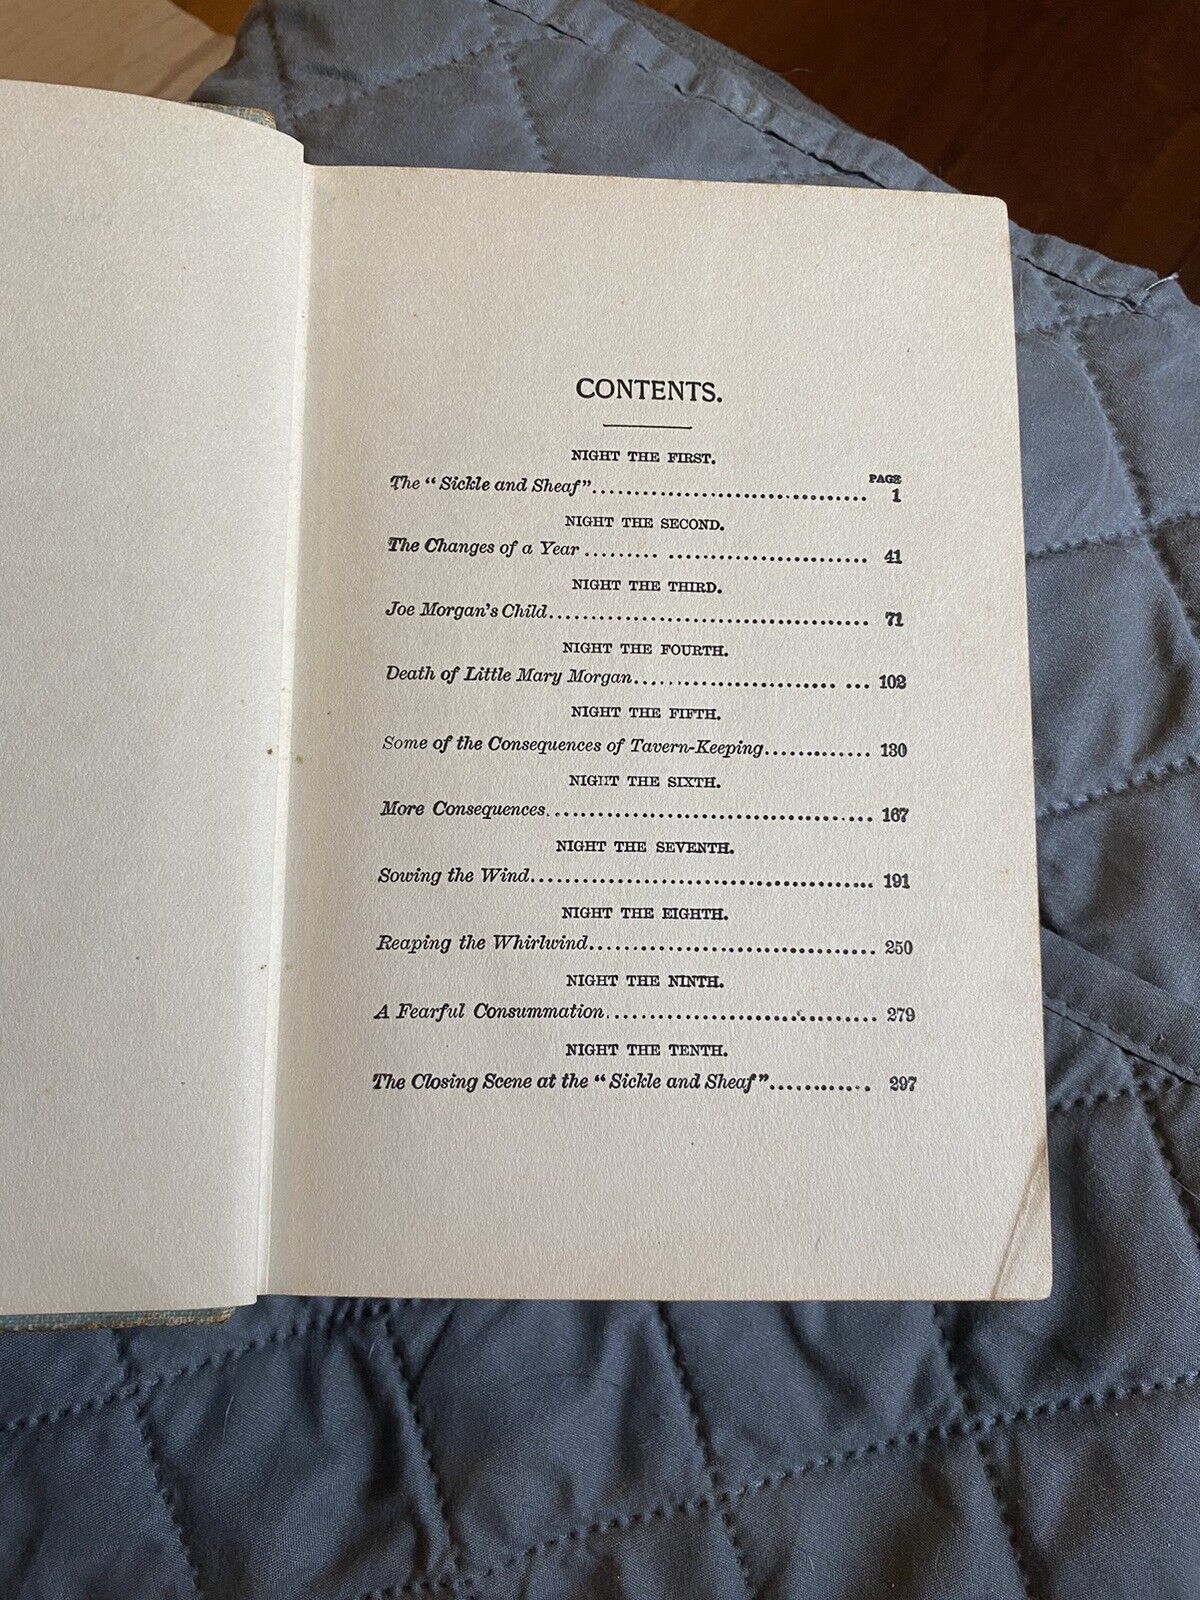 CONTENTS.
NIGHT THE FIRST.
PAGE
The "Sickle and Sheaf"........................................ 1
NIGHT THE SECOND.
The Changes of a Year ......... ........................ 41
NIGHT THE THIRD.
Joe Morgan's Child...................................... 71
NIGHT THE FOURTH.
Death of Little Mary Morgan........................ ... 102
NIGHT THE FIFTH.
Some of the Consequences of Tavern-Keeping............. 130
NIGHT THE SIXTH.
More Consequences....................................... 167
NIGHT THE SEVENTH.
Sowing the Wind......................................... 191
NIGHT THE EIGHTH.
Reaping the Whirlwind.................................. 250
NIGHT THE NINTH.
A Fearful Consummation................................ 279
NIGHT THE TENTH.
The Closing Scene at the "Sickle and Sheaf"............ 297